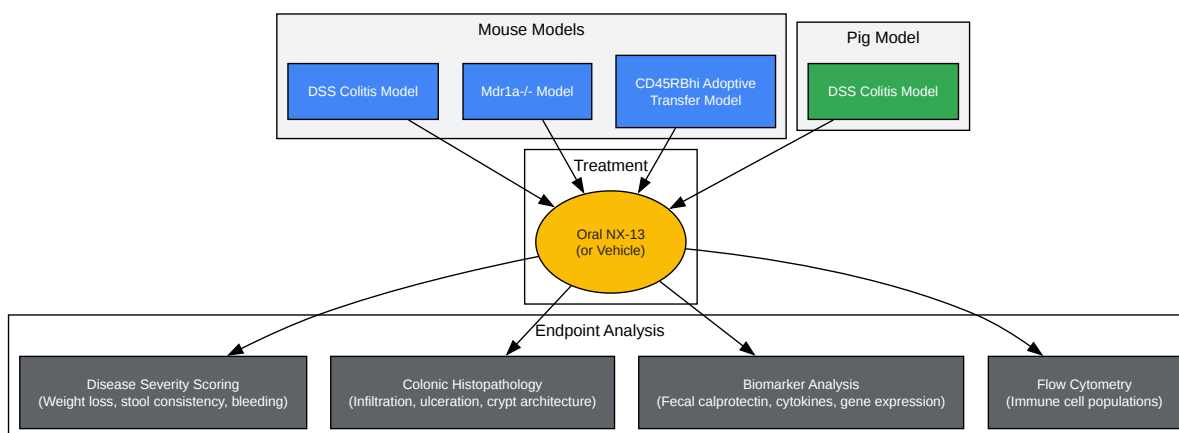 Mouse Models
Pig Model
DSS Colitis Model
Mdr1a-/- Model
CD45RBhi Adoptive
Transfer Model
DSS Colitis Model
Treatment
Oral NX-13
(or Vehicle)
Endpoint Analysis
Disease Severity Scoring
(Weight loss, stool consistency, bleeding)
Colonic Histopathology
(Infiltration, ulceration, crypt architecture)
Biomarker Analysis
(Fecal calprotectin, cytokines, gene expression)
Flow Cytometry
(Immune cell populations)